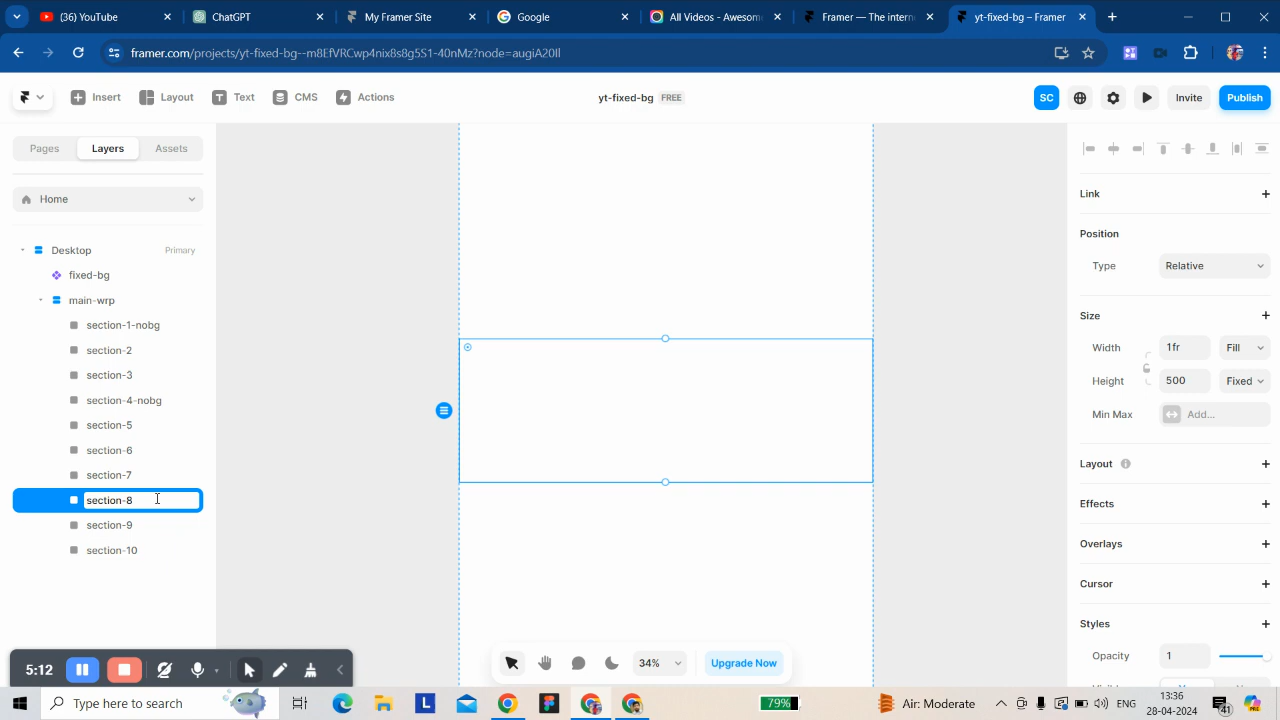 YouTube
ChatGPT
My Framer Site
Google
All Videos - Awesom
Framer — The intern
yt-fixed-bg – Framer
framer.com/projects/yt-fixed-bg--m8EfVRCwp4nix8s8g5S1-40nMz?node=augiA20Il
Insert
Layout
Text
CMS
Actions
yt-fixed-bg FREE
SC
Invite
Publish
Pages
Layers
Assets
Home
Desktop
Primary
fixed-bg
main-wrp
section-1-nobg
section-2
section-3
section-4-nobg
section-5
section-6
section-7
section-8
section-9
section-10
Link
Position
Type
Relative
Size
Width
1fr
Fill
Height
500
Fixed
Min Max
Add...
Layout
Effects
Overlays
Cursor
Styles
Opacity
1
34%
Upgrade Now
5:12
here to search
79%
Air: Moderate
ENG
13:36
28-04-2024
41